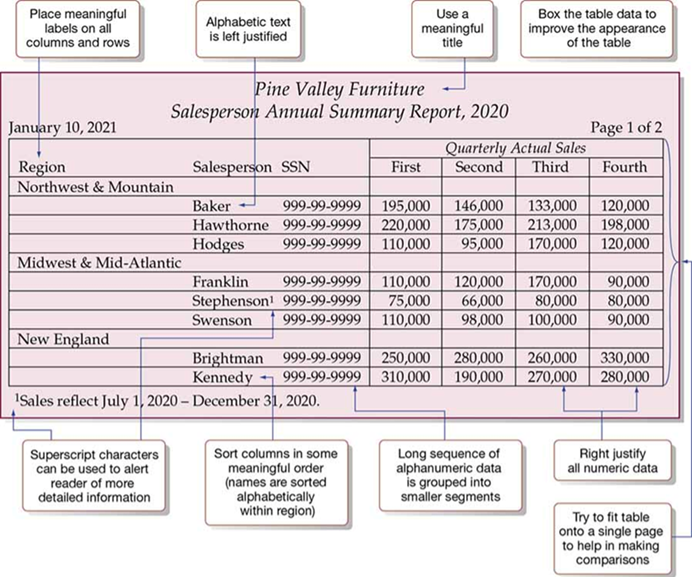 Place meaningful
labels on all
columns and rows
Alphabetic text
is left justified
Use a
meaningful
title
Box the table data to
improve the appearance
of the table
Pine Valley Furniture
Salesperson Annual Summary Report, 2020
January 10, 2021 Page 1 of 2
Quarterly Actual Sales
Region Salesperson SSN First Second Third Fourth
Northwest & Mountain
Baker 999-99-9999 195,000 146,000 133,000 120,000
Hawthorne 999-99-9999 220,000 175,000 213,000 198,000
Hodges 999-99-9999 110,000 95,000 170,000 120,000
Midwest & Mid-Atlantic
Franklin 999-99-9999 110,000 120,000 170,000 90,000
Stephenson¹ 999-99-9999 75,000 66,000 80,000 80,000
Swenson 999-99-9999 110,000 98,000 100,000 90,000
New England
Brightman 999-99-9999 250,000 280,000 260,000 330,000
Kennedy 999-99-9999 310,000 190,000 270,000 280,000
¹Sales reflect July 1, 2020 – December 31, 2020.
Superscript characters
can be used to alert
reader of more
detailed information
Sort columns in some
meaningful order
(names are sorted
alphabetically
within region)
Long sequence of
alphanumeric data
is grouped into
smaller segments
Right justify
all numeric data
Try to fit table
onto a single page
to help in making
comparisons